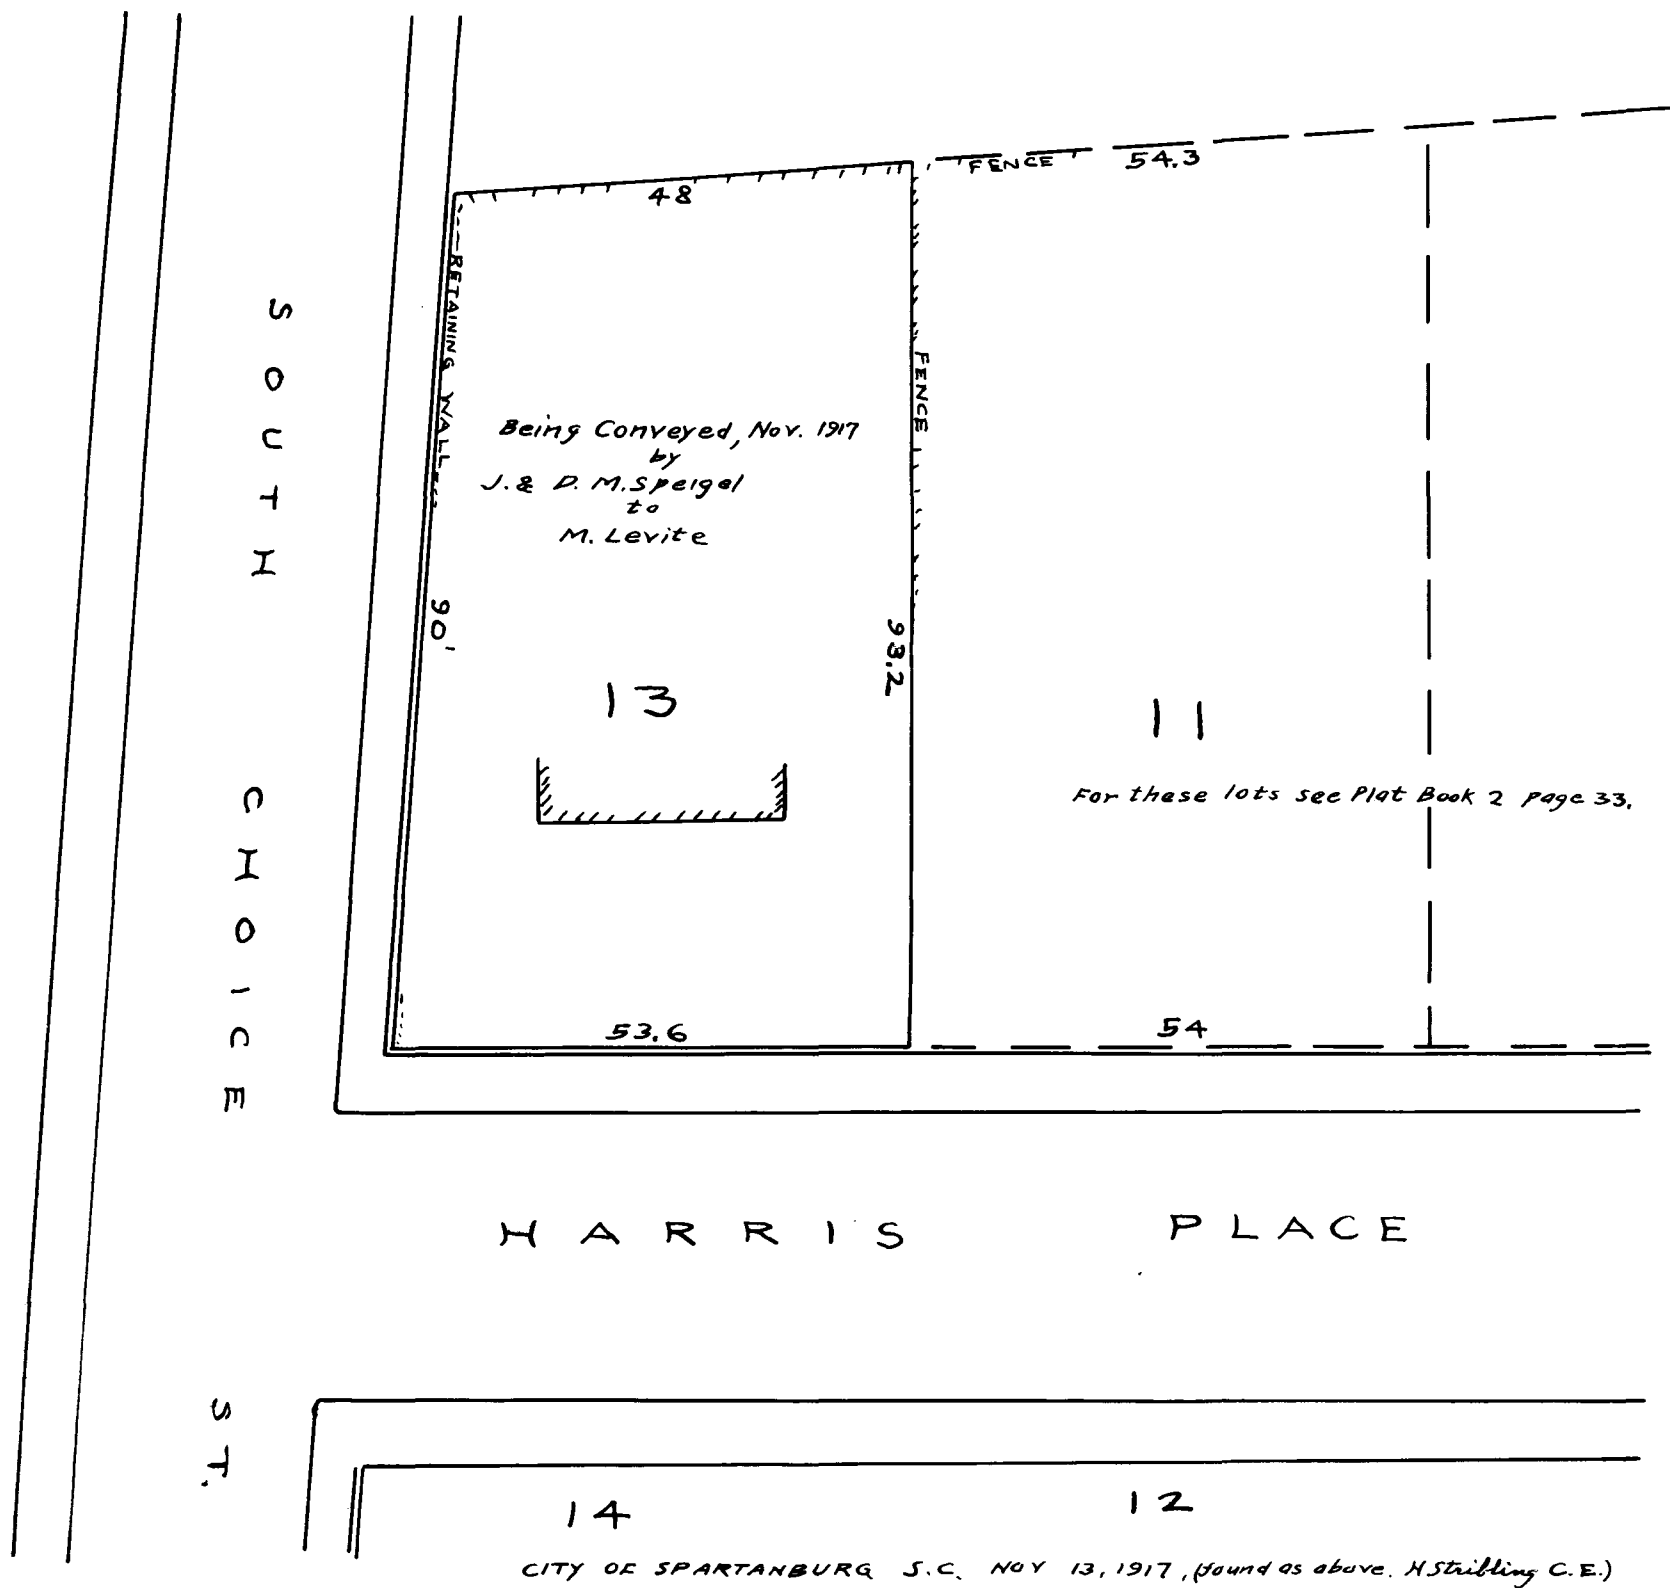 FENCE 54.3
48
RETAINING WALL
FENCE
Being Conveyed, Nov. 1917
by
J. & D. M. Speigel
to
M. Levite
90'
93.2
13
11
For these lots see Plat Book 2 Page 33.
53.6
54
SOUTH CHOICE ST.
HARRIS PLACE
14
12
CITY OF SPARTANBURG S.C. NOV 13, 1917, (found as above. H Stribling C.E.)